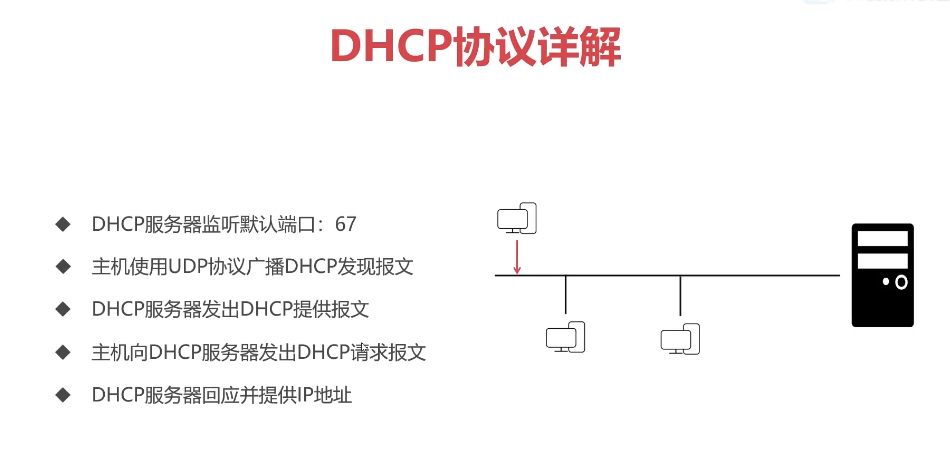 DHCP协议详解
DHCP服务器监听默认端口：67
主机使用UDP协议广播DHCP发现报文
DHCP服务器发出DHCP提供报文
主机向DHCP服务器发出DHCP请求报文
DHCP服务器回应并提供IP地址